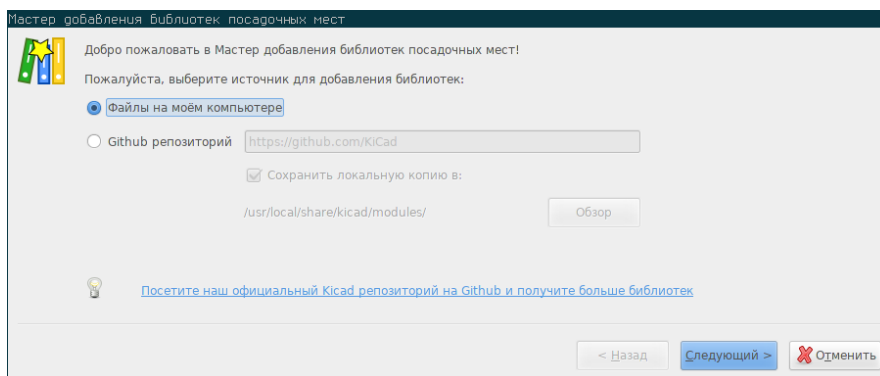 Мастер добавления библиотек посадочных мест
Добро пожаловать в Мастер добавления библиотек посадочных мест!
Пожалуйста, выберите источник для добавления библиотек:
Файлы на моём компьютере
Github репозиторий https://github.com/KiCad
Сохранить локальную копию в:
/usr/local/share/kicad/modules/ Обзор
Посетите наш официальный Kicad репозиторий на Github и получите больше библиотек
< Назад Следующий > Отменить